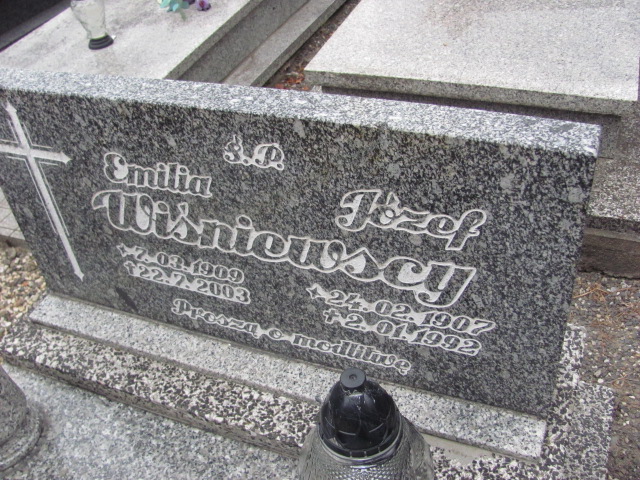 Ś.P.
Emilia Józef
Wiśniewscy
*7.03.1909 *24.02.1907
+22.7.2003 +2.01.1992
Proszą o modlitwę